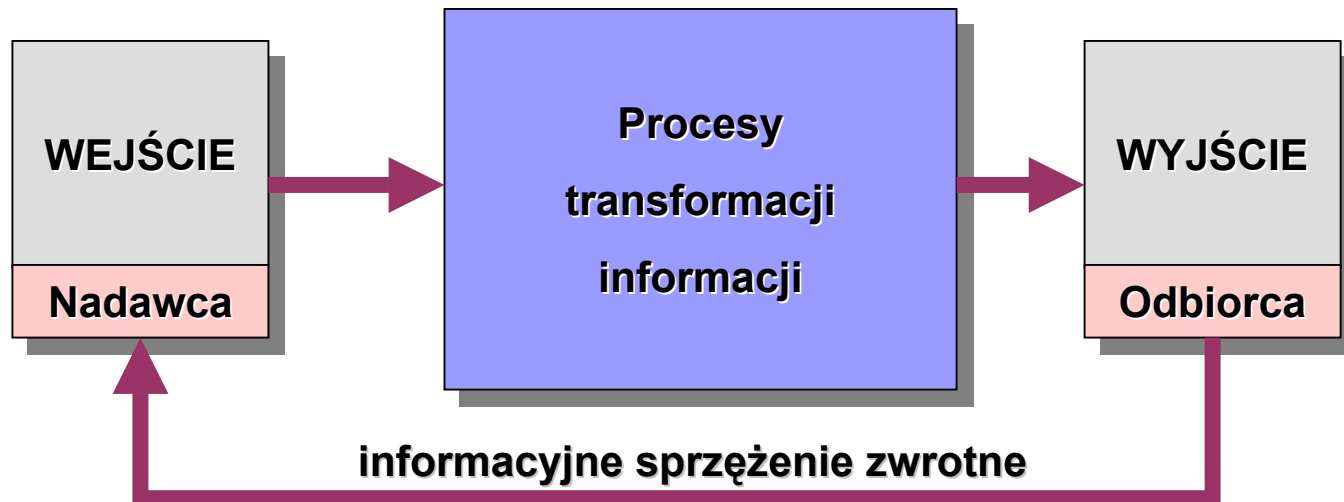 WEJŚCIE
Nadawca
Procesy
transformacji
informacji
WYJŚCIE
Odbiorca
informacyjne sprzężenie zwrotne